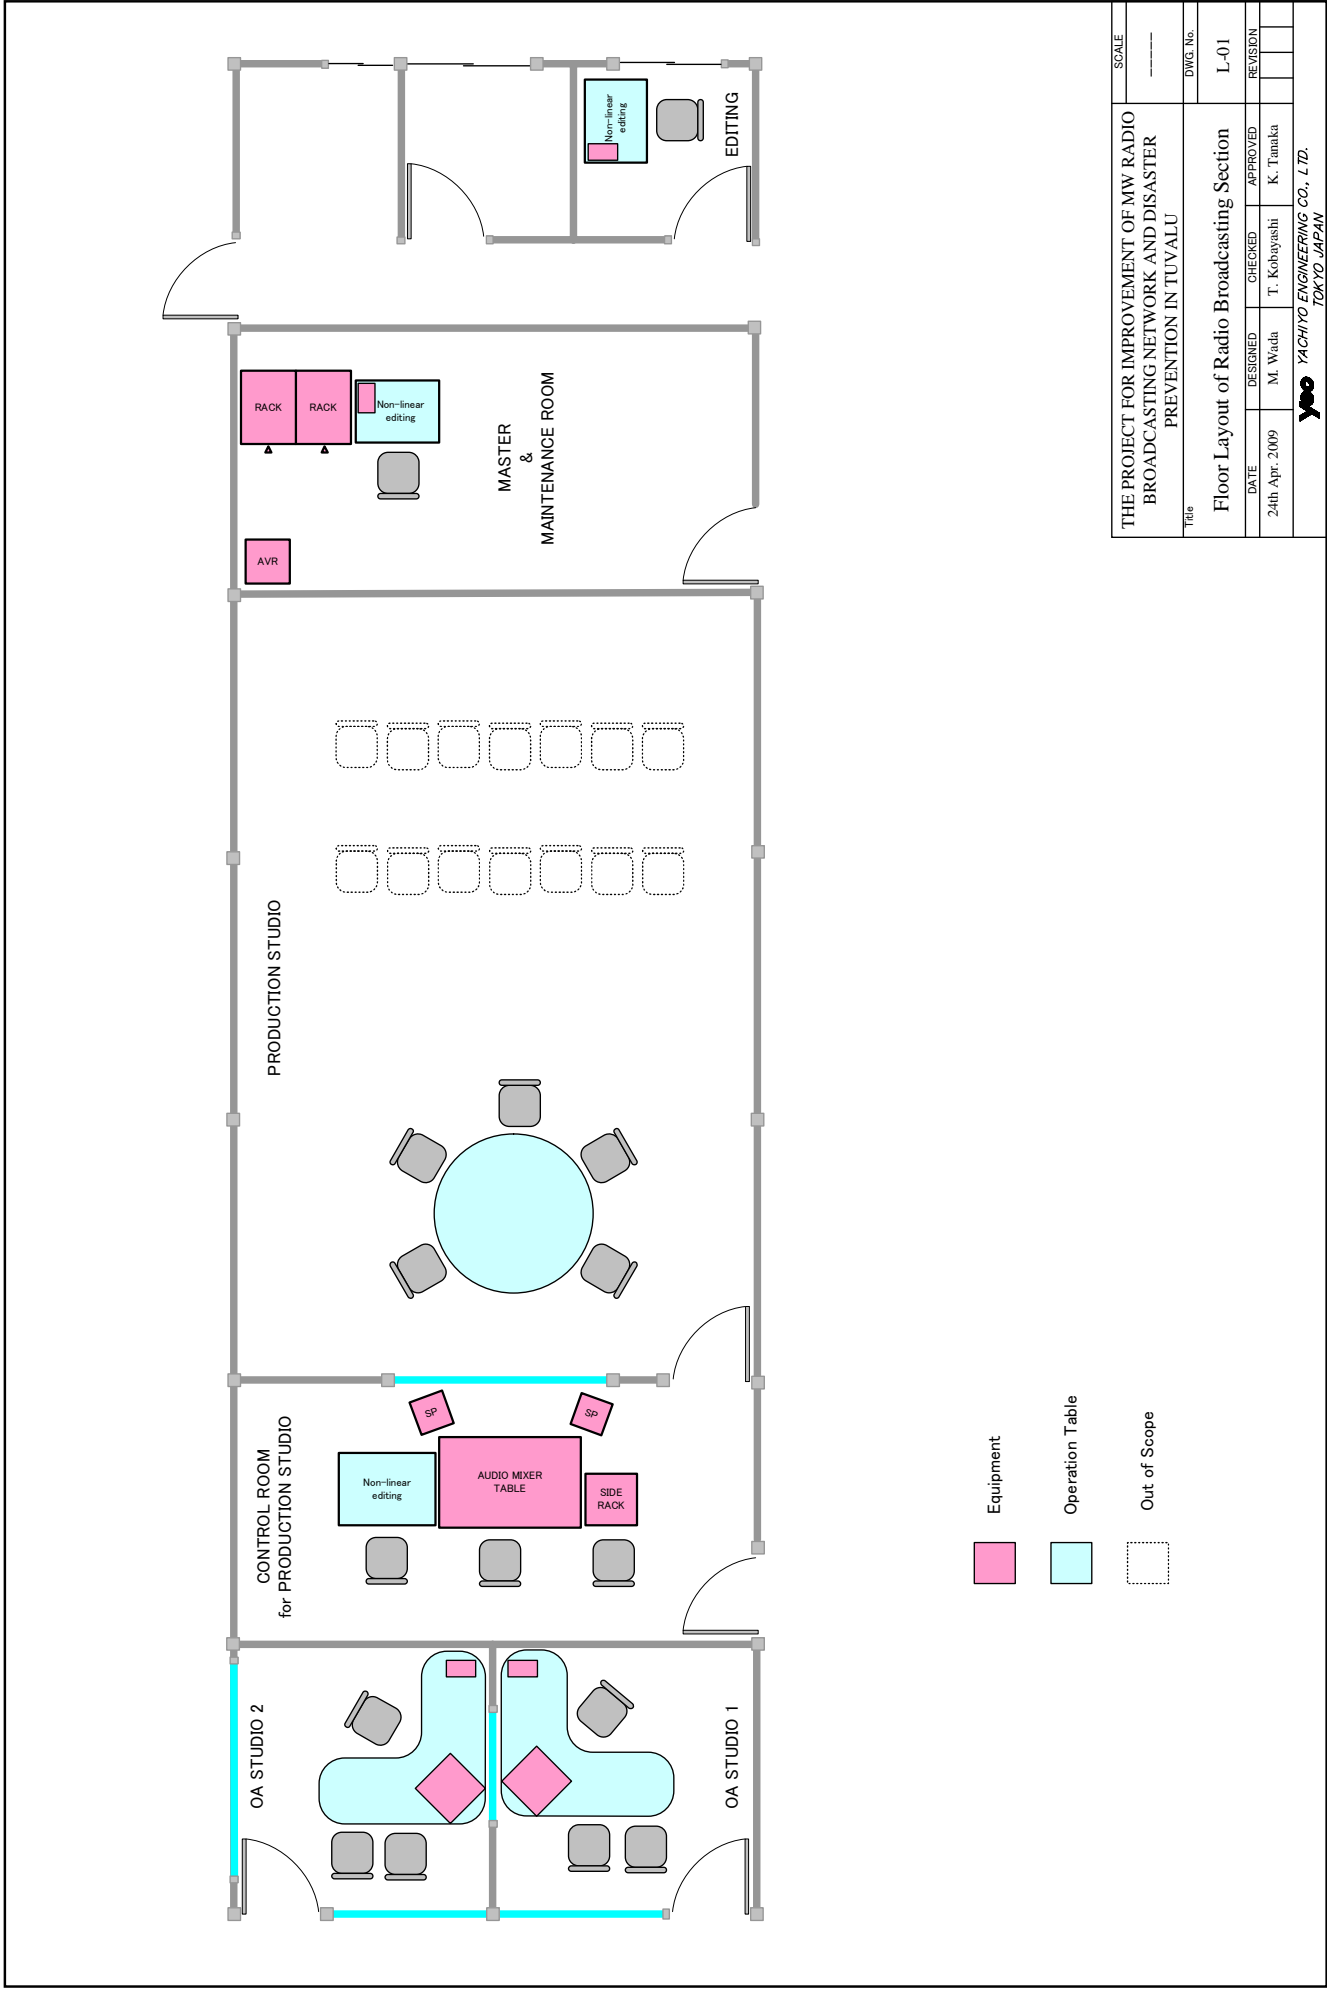 OA STUDIO 2
OA STUDIO 1
CONTROL ROOM
for PRODUCTION STUDIO
Non-linear
editing
AUDIO MIXER
TABLE
SIDE
RACK
SP
SP
PRODUCTION STUDIO
AVR
RACK
RACK
Non-linear
editing
MASTER
&
MAINTENANCE ROOM
Non-linear
editing
EDITING
Equipment
Operation Table
Out of Scope
THE PROJECT FOR IMPROVEMENT OF MW RADIO
BROADCASTING NETWORK AND DISASTER
PREVENTION IN TUVALU
SCALE
-----
Title
Floor Layout of Radio Broadcasting Section
DWG. No.
L-01
DATE DESIGNED CHECKED APPROVED REVISION
24th Apr. 2009 M. Wada T. Kobayashi K. Tanaka
yeo YACHIYO ENGINEERING CO., LTD.
TOKYO JAPAN